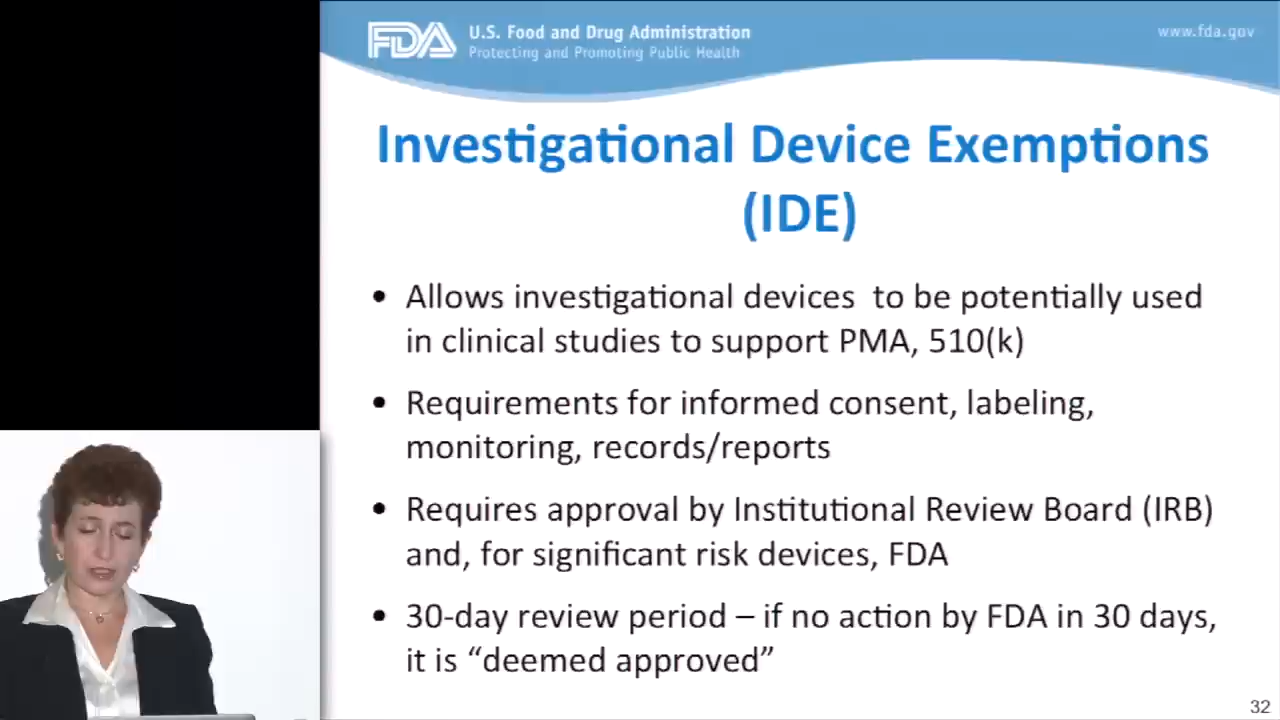 FDA
U.S. Food and Drug Administration
Protecting and Promoting Public Health
www.fda.gov
Investigational Device Exemptions
(IDE)
• Allows investigational devices to be potentially used
in clinical studies to support PMA, 510(k)
• Requirements for informed consent, labeling,
monitoring, records/reports
• Requires approval by Institutional Review Board (IRB)
and, for significant risk devices, FDA
• 30-day review period – if no action by FDA in 30 days,
it is “deemed approved”
32